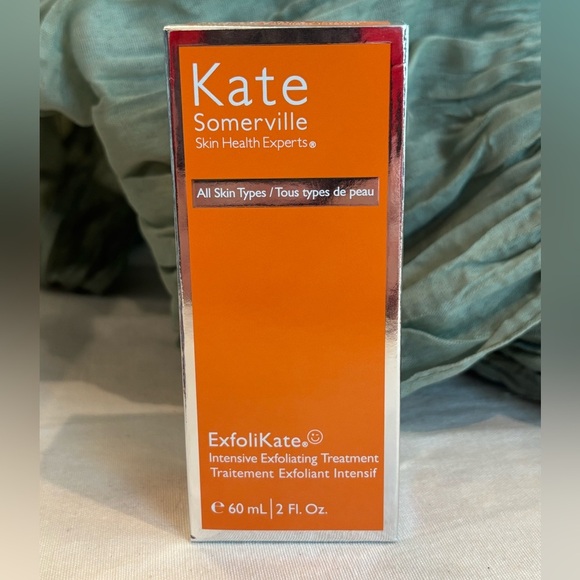 Kate
Somerville
Skin Health Experts®
All Skin Types / Tous types de peau
ExfoliKate®☺
Intensive Exfoliating Treatment
Traitement Exfoliant Intensif
℮ 60 mL | 2 Fl. Oz.